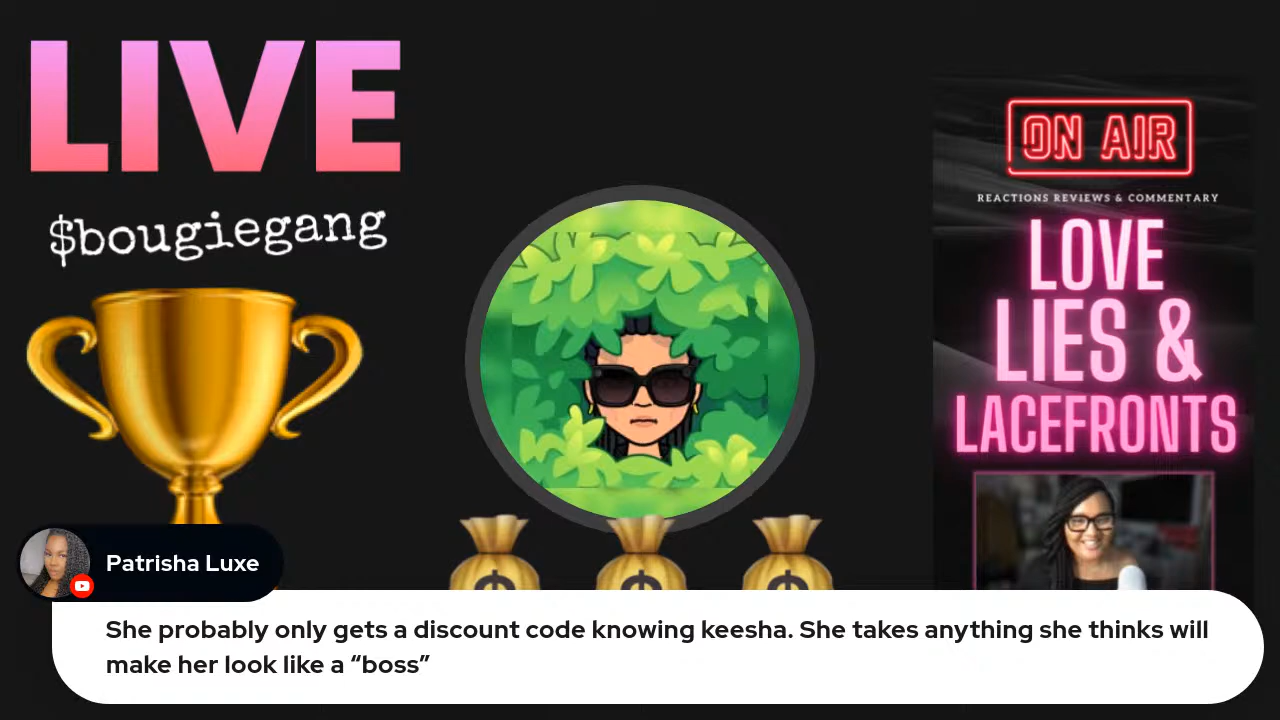 LIVE
$bougiegang
ON AIR
REACTIONS REVIEWS & COMMENTARY
LOVE
LIES &
LACEFRONTS
Patrisha Luxe
She probably only gets a discount code knowing keesha. She takes anything she thinks will
make her look like a “boss”